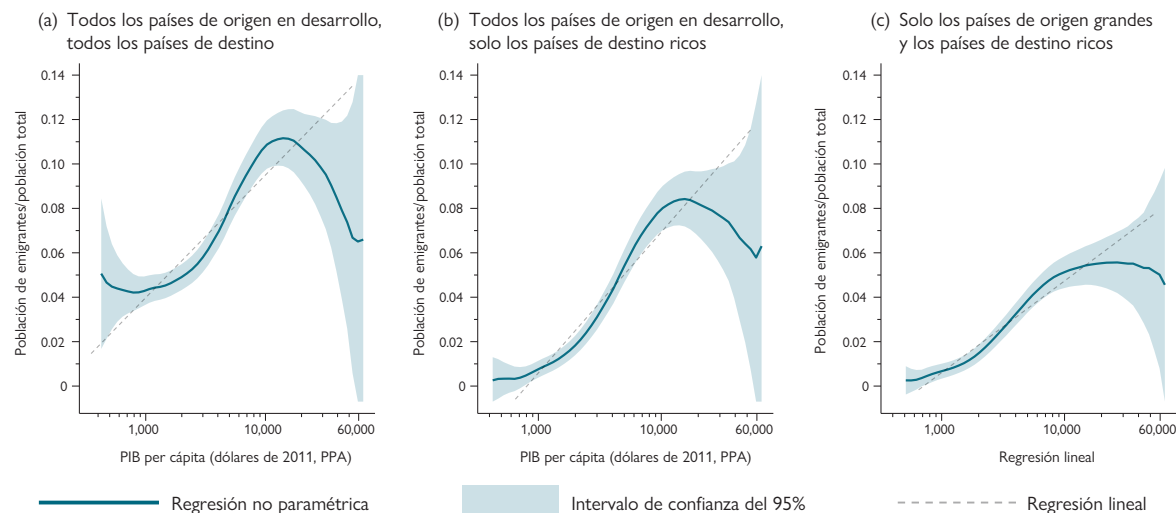 (a) Todos los países de origen en desarrollo,
todos los países de destino
(b) Todos los países de origen en desarrollo,
solo los países de destino ricos
(c) Solo los países de origen grandes
y los países de destino ricos
Población de emigrantes/población total
0.14
0.12
0.10
0.08
0.06
0.04
0.02
0
1,000
10,000
60,000
PIB per cápita (dólares de 2011, PPA)
Población de emigrantes/población total
0.14
0.12
0.10
0.08
0.06
0.04
0.02
0
1,000
10,000
60,000
PIB per cápita (dólares de 2011, PPA)
Población de emigrantes/población total
0.14
0.12
0.10
0.08
0.06
0.04
0.02
0
1,000
10,000
60,000
Regresión lineal
Regresión no paramétrica
Intervalo de confianza del 95%
Regresión lineal